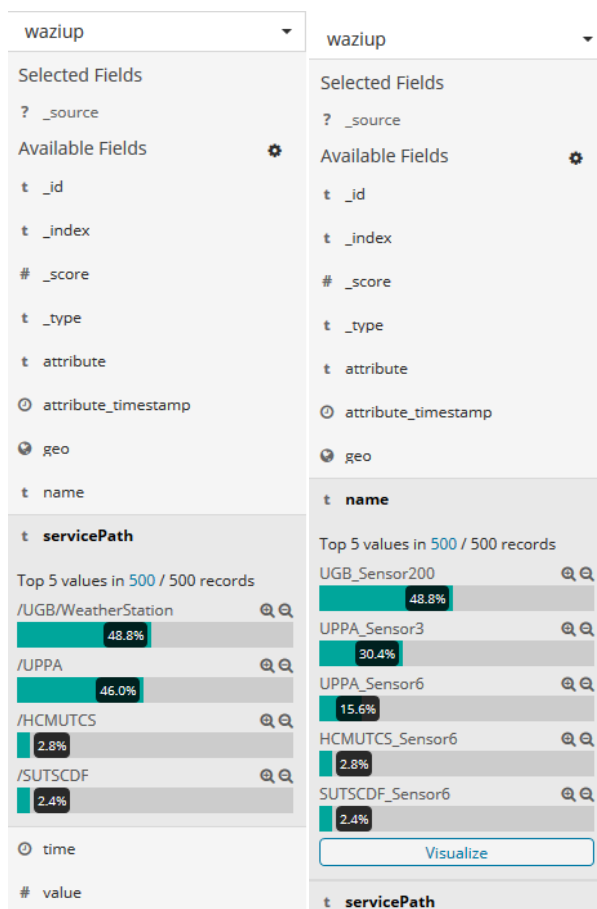 waziup
Selected Fields
? _source
Available Fields
t _id
t _index
# _score
t _type
t attribute
attribute_timestamp
geo
t name
t servicePath
Top 5 values in 500 / 500 records
/UGB/WeatherStation
48.8%
/UPPA
46.0%
/HCMUTCS
2.8%
/SUTSCDF
2.4%
time
# value
waziup
Selected Fields
? _source
Available Fields
t _id
t _index
# _score
t _type
t attribute
attribute_timestamp
geo
t name
Top 5 values in 500 / 500 records
UGB_Sensor200
48.8%
UPPA_Sensor3
30.4%
UPPA_Sensor6
15.6%
HCMUTCS_Sensor6
2.8%
SUTSCDF_Sensor6
2.4%
Visualize
t servicePath